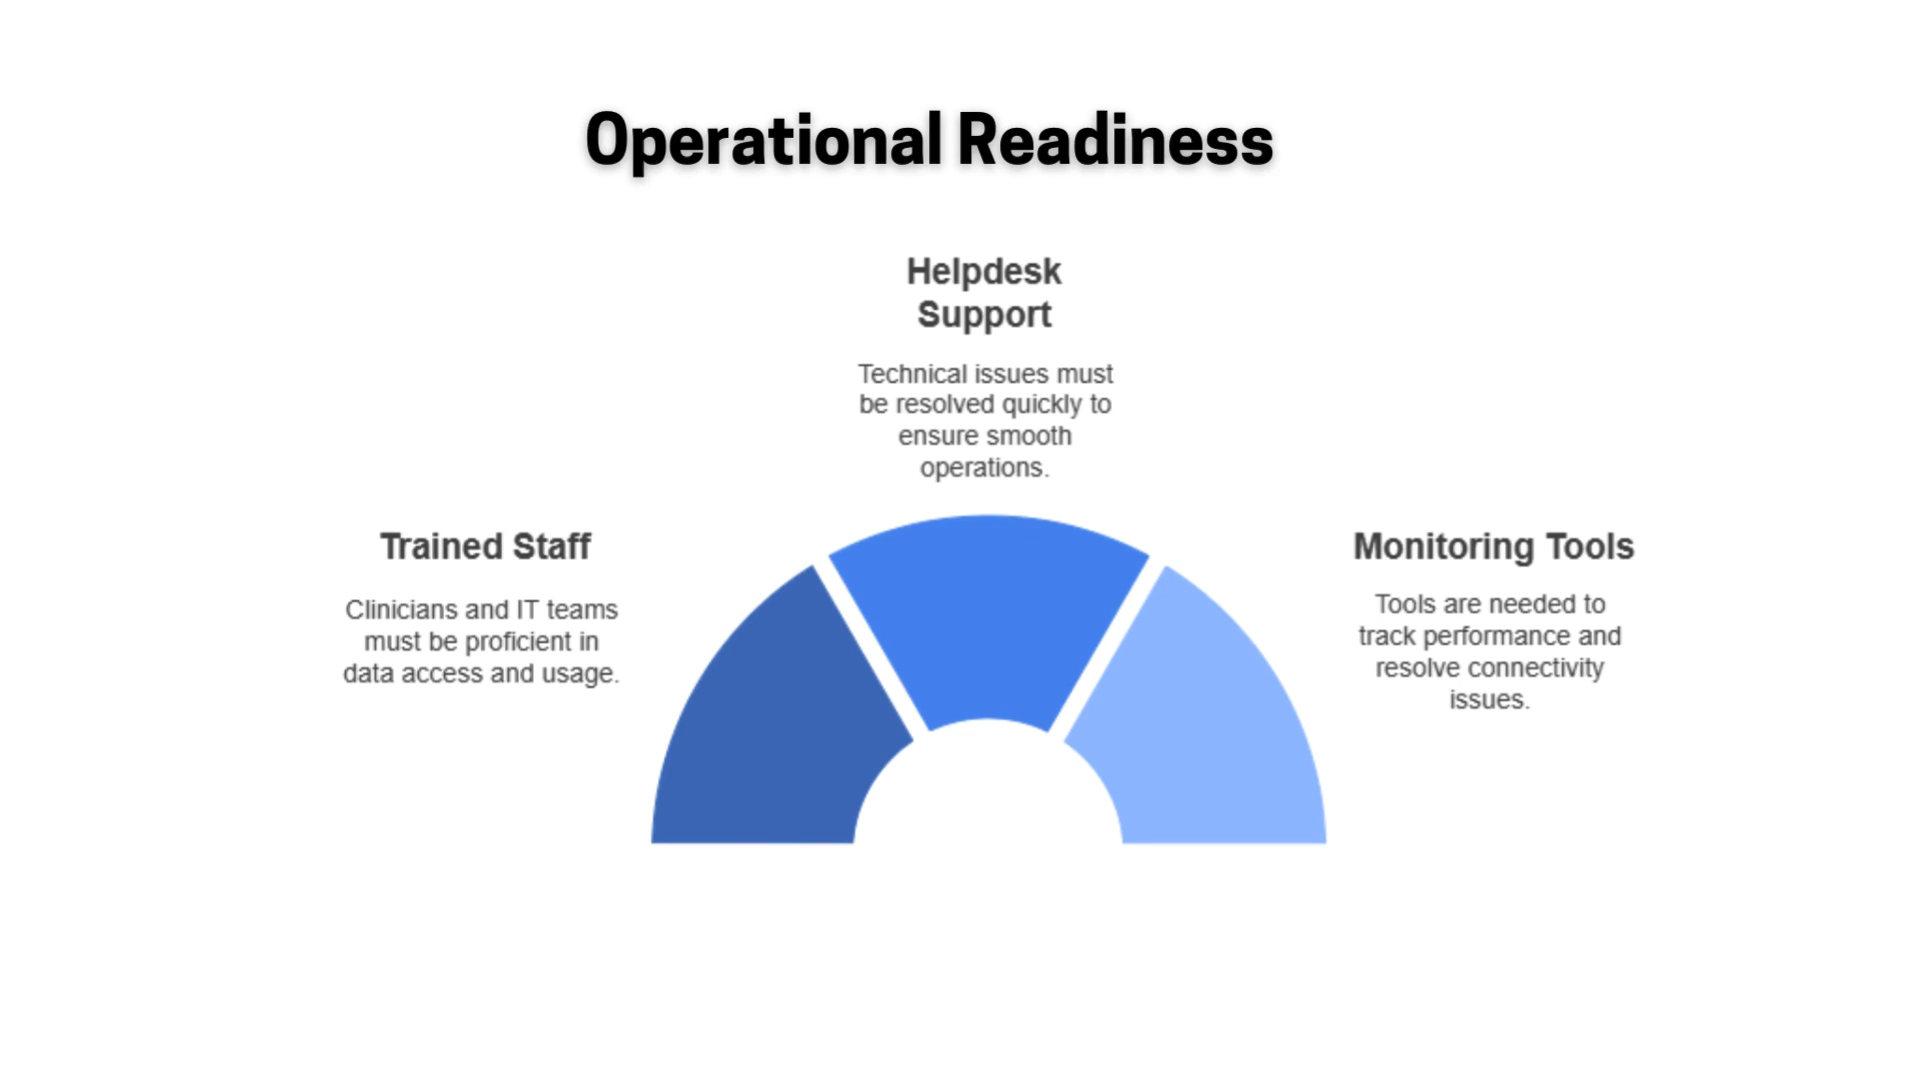 Operational Readiness
Helpdesk
Support
Technical issues must
be resolved quickly to
ensure smooth
operations.
Trained Staff
Clinicians and IT teams
must be proficient in
data access and usage.
Monitoring Tools
Tools are needed to
track performance and
resolve connectivity
issues.